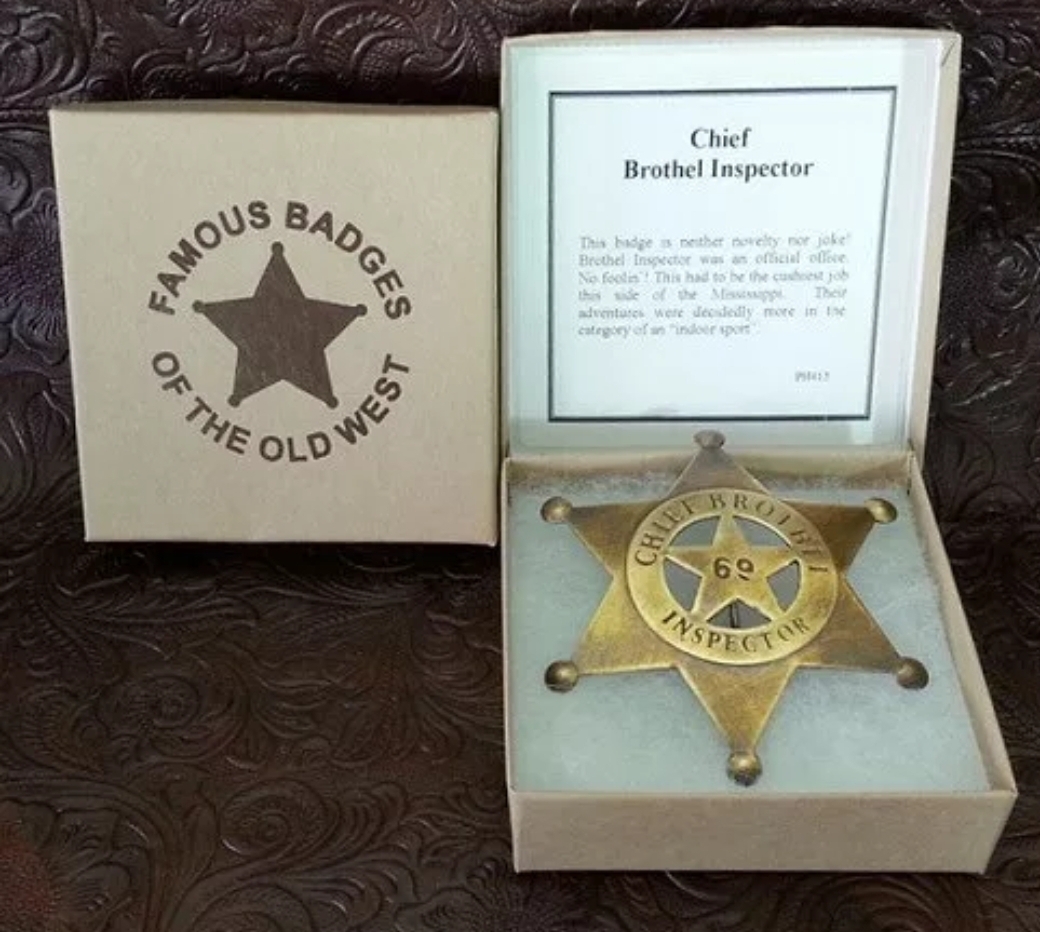 FAMOUS BADGES
OF THE OLD WEST
Chief
Brothel Inspector
This badge is neither novelty nor joke!
Brothel Inspector was an official office.
No foolin'! This had to be the cushiest job
this side of the Mississippi. Their
adventures were decidedly more in the
category of an "indoor sport".
CHIEF BROTHEL
69
INSPECTOR